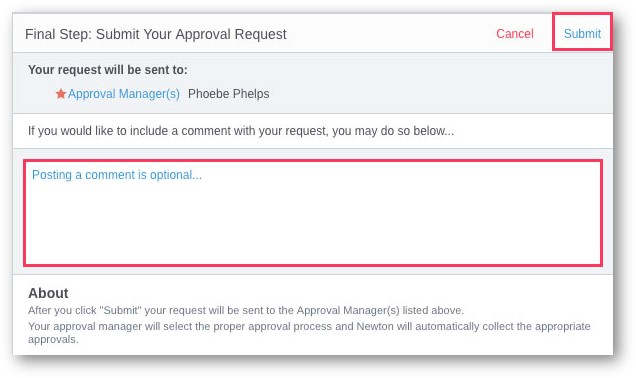 Final Step: Submit Your Approval Request Cancel Submit
Your request will be sent to:
Approval Manager(s) Phoebe Phelps
If you would like to include a comment with your request, you may do so below...
Posting a comment is optional...
About
After you click "Submit" your request will be sent to the Approval Manager(s) listed above.
Your approval manager will select the proper approval process and Newton will automatically collect the appropriate
approvals.